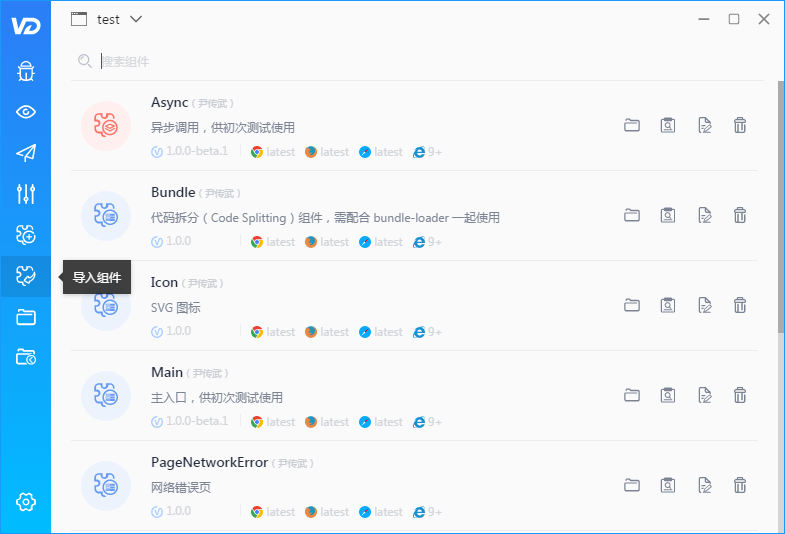 VD
test
搜索组件
Async（尹传武）
异步调用，供初次测试使用
1.0.0-beta.1 latest latest latest 9+
Bundle（尹传武）
代码拆分（Code Splitting）组件，需配合 bundle-loader 一起使用
1.0.0 latest latest latest 9+
导入组件
Icon（尹传武）
SVG 图标
1.0.0 latest latest latest 9+
Main（尹传武）
主入口，供初次测试使用
1.0.0-beta.1 latest latest latest 9+
PageNetworkError（尹传武）
网络错误页
1.0.0 latest latest latest 9+